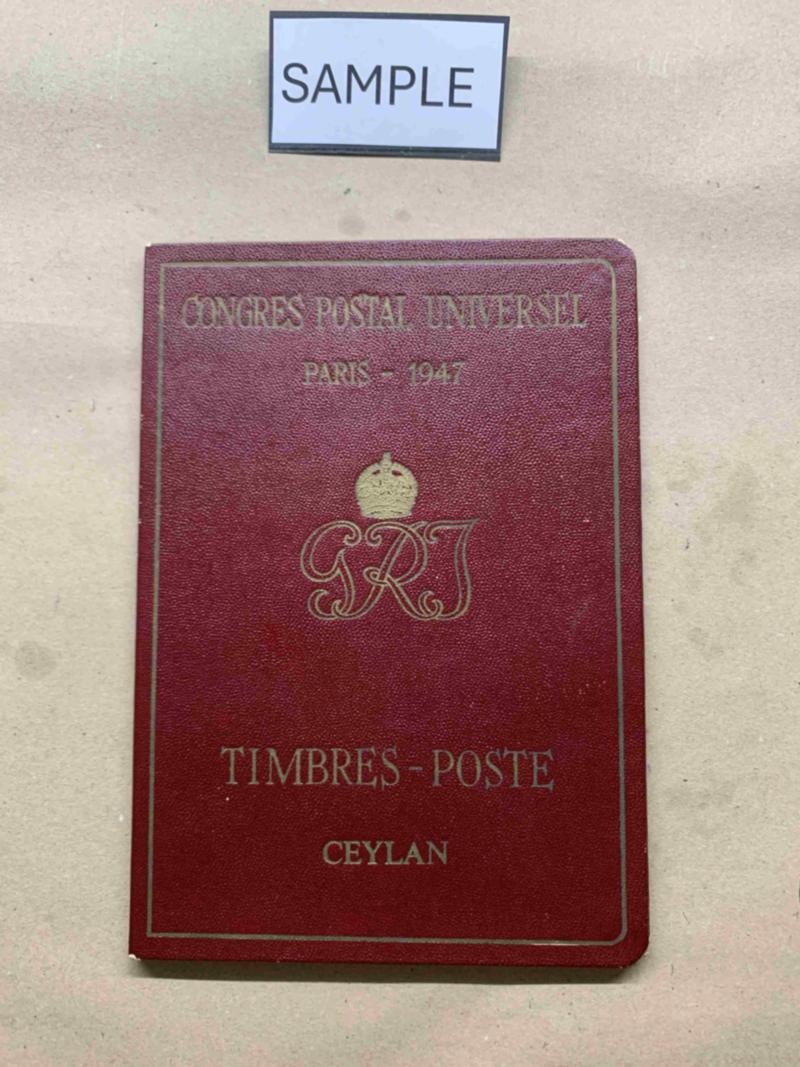 SAMPLE
CONGRES POSTAL UNIVERSEL
PARIS - 1947
GRI
TIMBRES-POSTE
CEYLAN